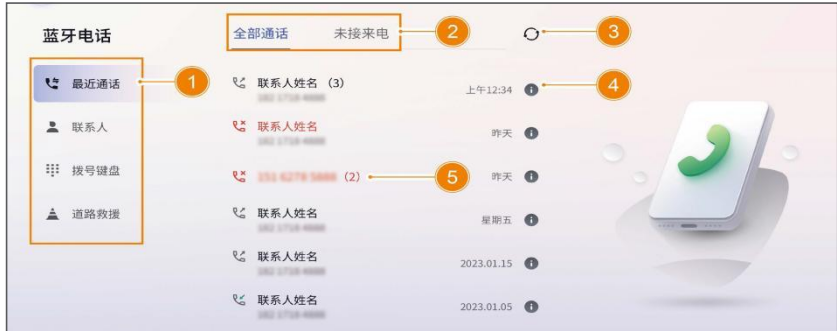 蓝牙电话
全部通话 未接来电 2 3
1 最近通话
联系人
拨号键盘
道路救援
联系人姓名 (3) 上午12:34 4
联系人姓名 昨天
(2) 5 昨天
联系人姓名 星期五
联系人姓名 2023.01.15
联系人姓名 2023.01.05